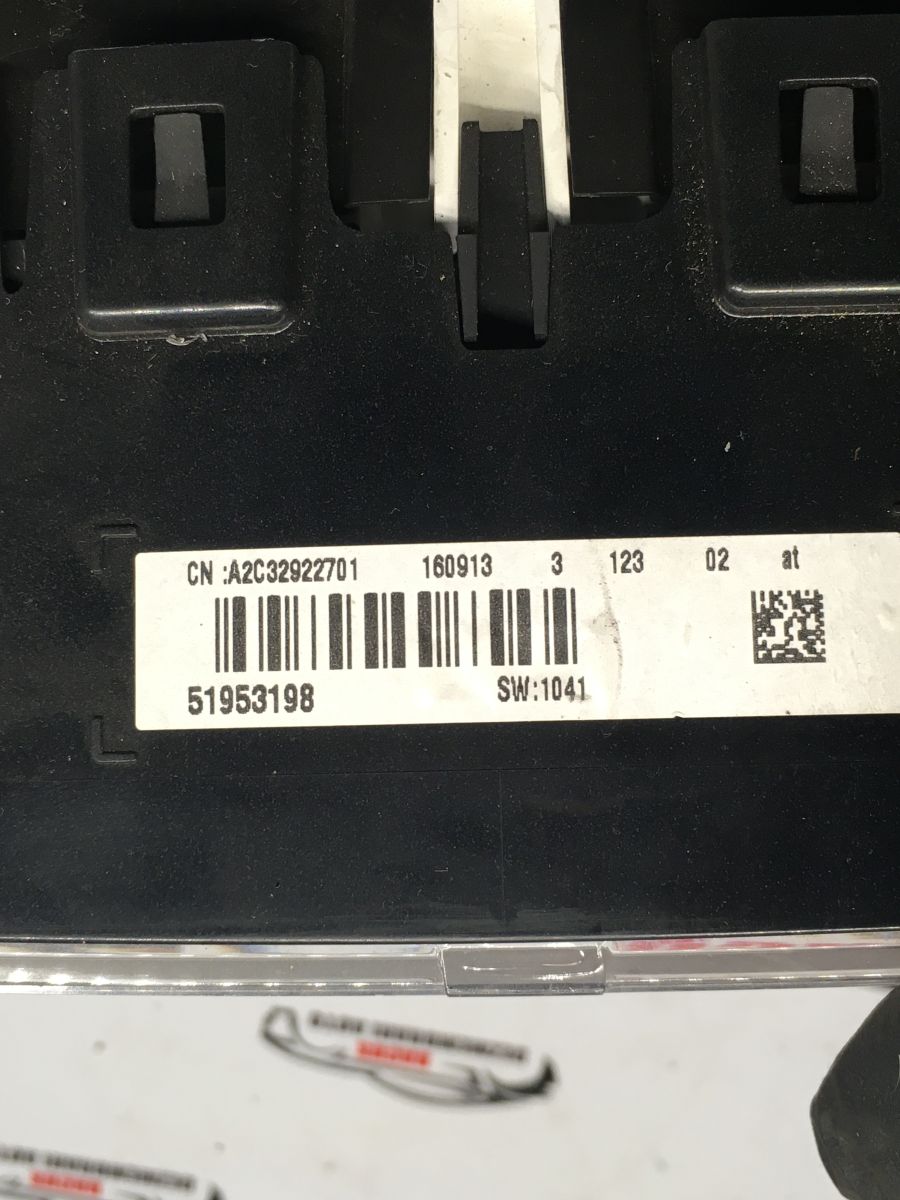 CN :A2C32922701 160913 3 123 02 at
51953198 SW:1041